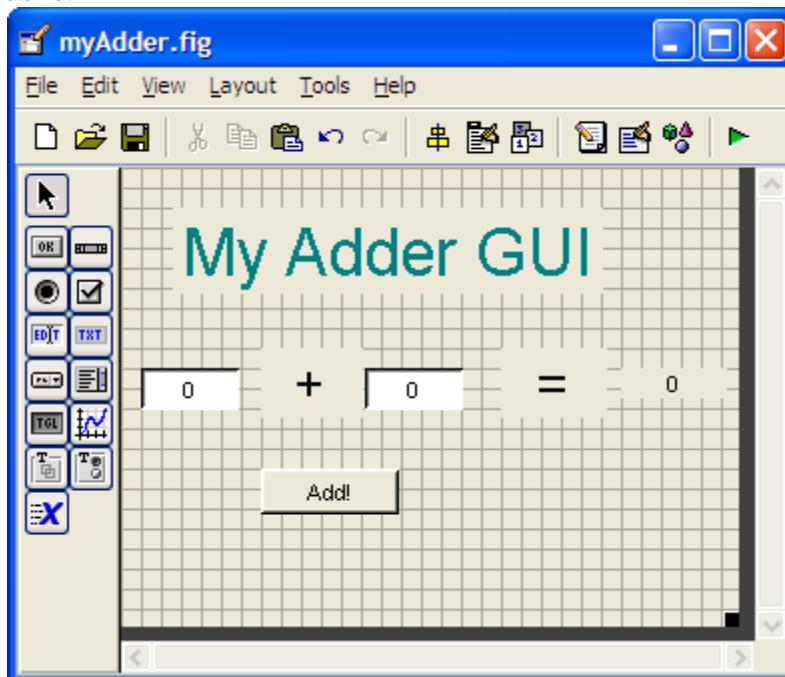 myAdder.fig
File Edit View Layout Tools Help
My Adder GUI
OK
EDIT TXT
TGL
0 + 0 = 0
Add!